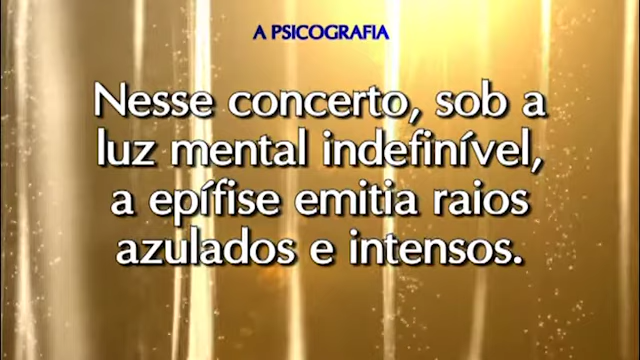 A PSICOGRAFIA
Nesse concerto, sob a
luz mental indefinível,
a epífise emitia raios
azulados e intensos.